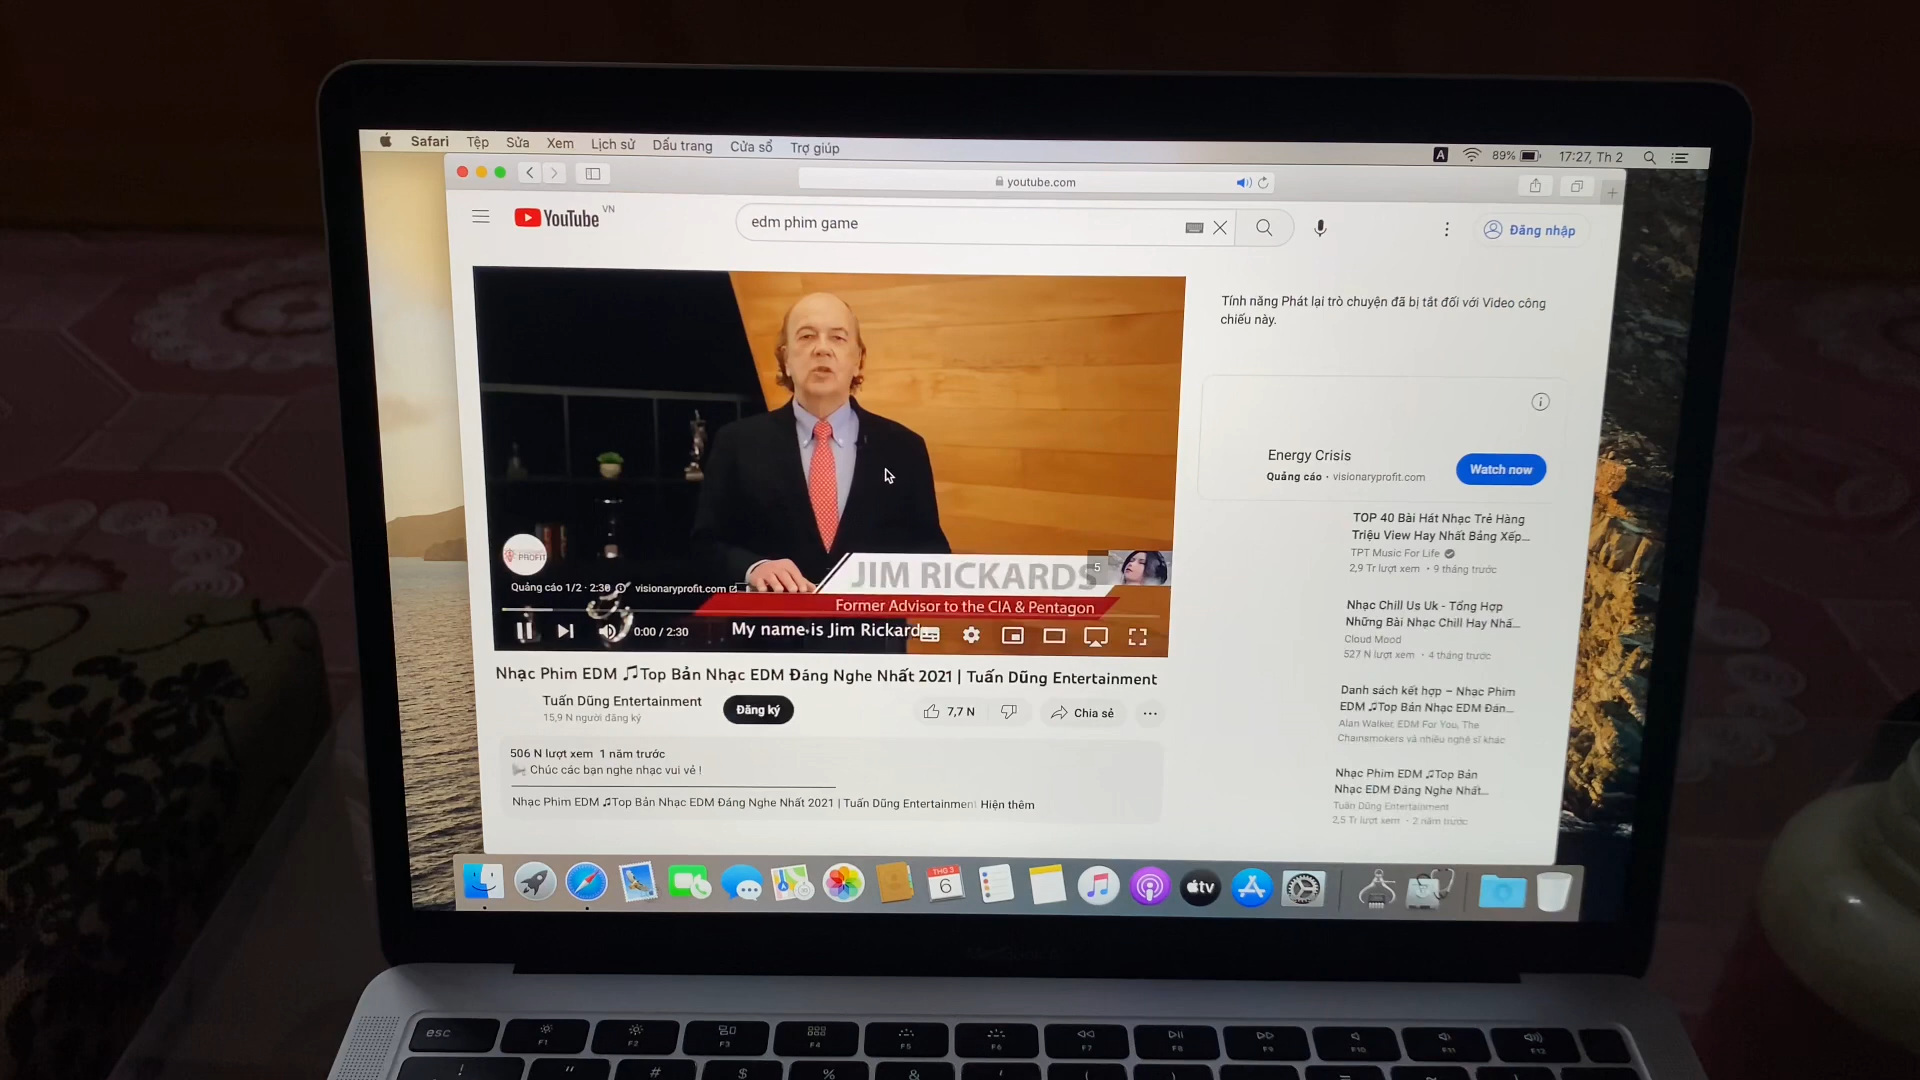 Safari Tệp Sửa Xem Lịch sử Dấu trang Cửa sổ Trợ giúp
A 89% 17:27, Th 2
youtube.com
YouTube VN
edm phim game
Đăng nhập
Tính năng Phát lại trò chuyện đã bị tắt đối với Video công
chiếu này.
Energy Crisis
Quảng cáo · visionaryprofit.com
Watch now
PROFIT
JIM RICKARDS
5
Former Advisor to the CIA & Pentagon
Quảng cáo 1/2 · 2:30 visionaryprofit.com
0:00 / 2:30
My name is Jim Rickard
Nhạc Phim EDM ♫Top Bản Nhạc EDM Đáng Nghe Nhất 2021 | Tuấn Dũng Entertainment
Tuấn Dũng Entertainment
15,9 N người đăng ký
Đăng ký
7,7 N
Chia sẻ
506 N lượt xem 1 năm trước
Chúc các bạn nghe nhạc vui vẻ !
Nhạc Phim EDM ♫Top Bản Nhạc EDM Đáng Nghe Nhất 2021 | Tuấn Dũng Entertainment Hiện thêm
TOP 40 Bài Hát Nhạc Trẻ Hàng
Triệu View Hay Nhất Bảng Xếp...
TPT Music For Life
2,9 Tr lượt xem · 9 tháng trước
Nhạc Chill Us Uk - Tổng Hợp
Những Bài Nhạc Chill Hay Nhấ...
Cloud Mood
527 N lượt xem · 4 tháng trước
Danh sách kết hợp – Nhạc Phim
EDM ♫Top Bản Nhạc EDM Đán...
Alan Walker, EDM For You, The
Chainsmokers và nhiều nghệ sĩ khác
Nhạc Phim EDM ♫Top Bản
Nhạc EDM Đáng Nghe Nhất...
Tuấn Dũng Entertainment
2,5 Tr lượt xem · 2 năm trước
THG 3
6
tv
esc F1 F2 F3 F4 F5 F6 F7 F8 F9 F10 F11 F12
! " # $ % & ' ( ) =